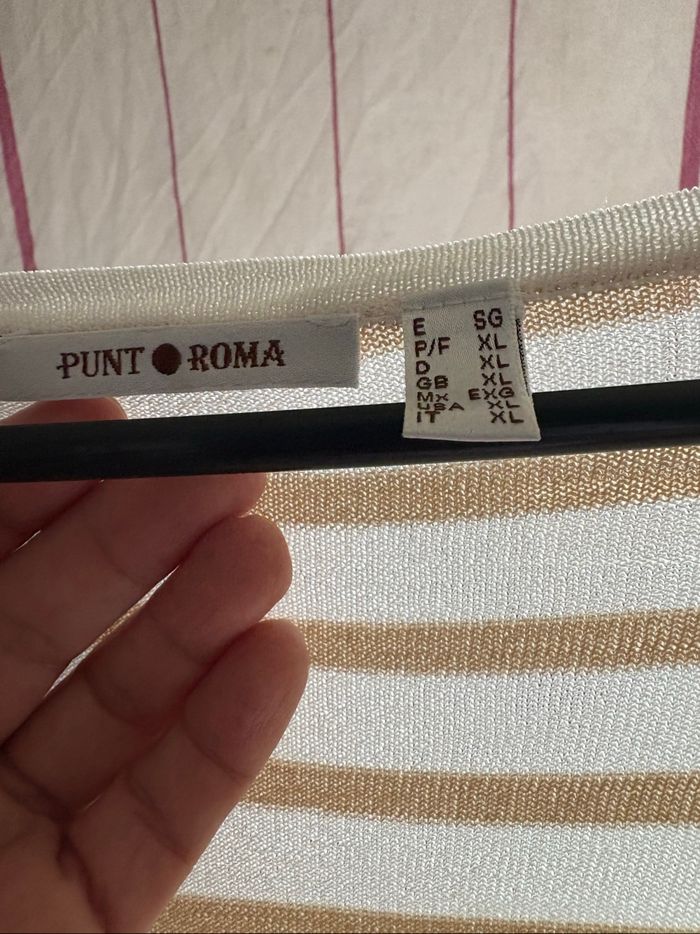 PUNT ROMA
E SG
P/F XL
D XL
GB XL
MX EXG
USA XL
IT XL